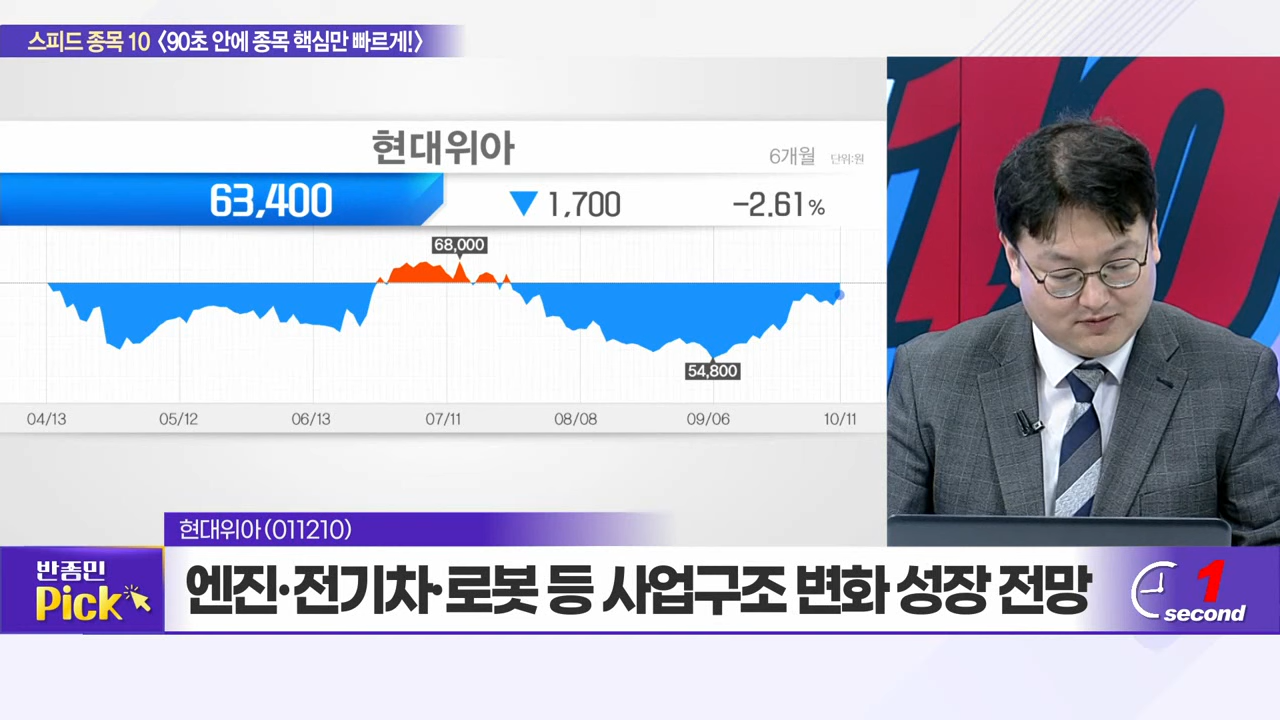 스피드 종목 10 〈90초 안에 종목 핵심만 빠르게!〉
현대위아
6개월 단위:원
63,400 ▼ 1,700 -2.61%
68,000
54,800
04/13 05/12 06/13 07/11 08/08 09/06 10/11
10
현대위아(011210)
반종민
Pick
엔진·전기차·로봇 등 사업구조 변화 성장 전망
1
second